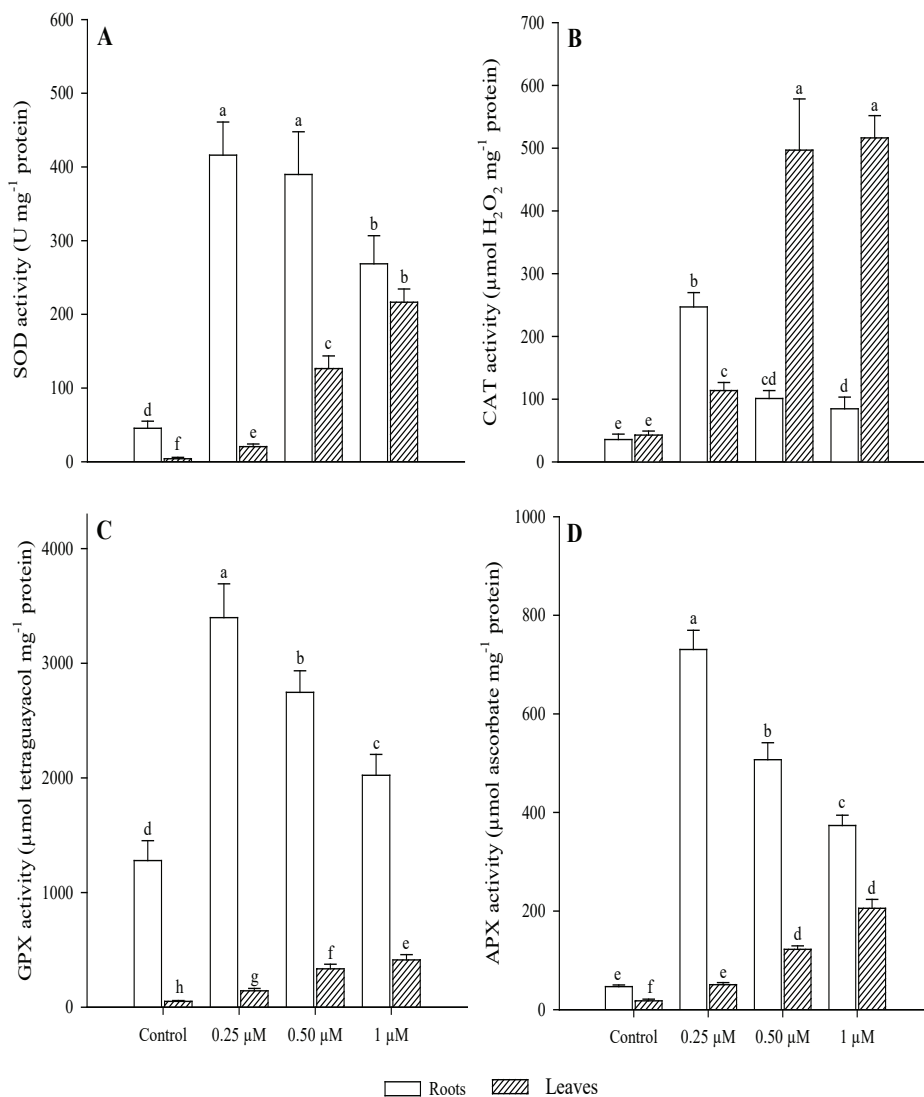 A
SOD activity (U mg⁻¹ protein)
600
500
400
300
200
100
0
d
f
a
e
a
c
b
b
B
CAT activity (µmol H₂O₂ mg⁻¹ protein)
700
600
500
400
300
200
100
0
e
e
b
c
cd
a
d
a
C
GPX activity (µmol tetraguayacol mg⁻¹ protein)
4000
3000
2000
1000
0
d
h
a
g
b
f
c
e
Control
0.25 µM
0.50 µM
1 µM
D
APX activity (µmol ascorbate mg⁻¹ protein)
1000
800
600
400
200
0
e
f
a
e
b
d
c
d
Control
0.25 µM
0.50 µM
1 µM
Roots
Leaves